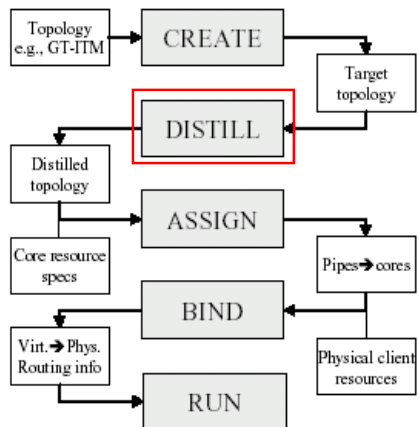 Topology
e.g., GT-ITM
CREATE
Target
topology
DISTILL
Distilled
topology
ASSIGN
Core resource
specs
Pipes➔cores
BIND
Virt.➔Phys.
Routing info
Physical client
resources
RUN